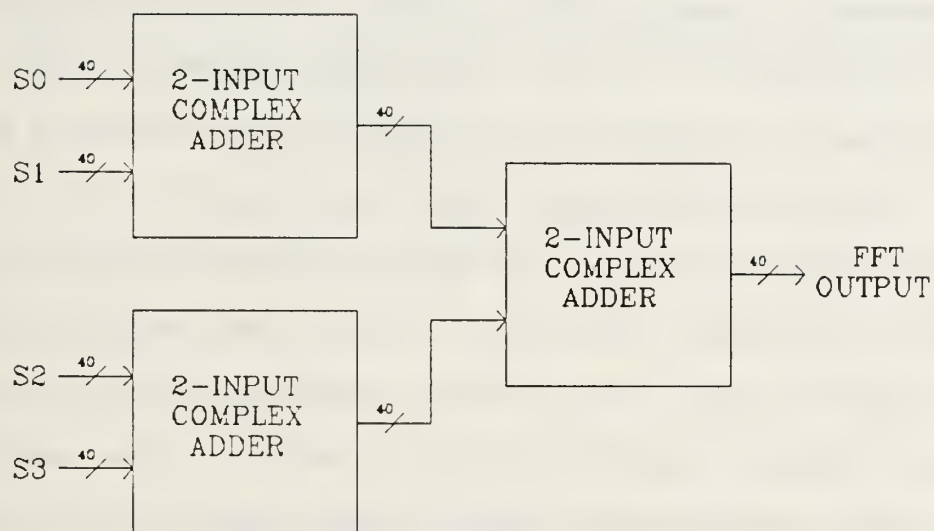 S0
40
S1
40
2-INPUT
COMPLEX
ADDER
40
S2
40
S3
40
2-INPUT
COMPLEX
ADDER
40
2-INPUT
COMPLEX
ADDER
40
FFT
OUTPUT